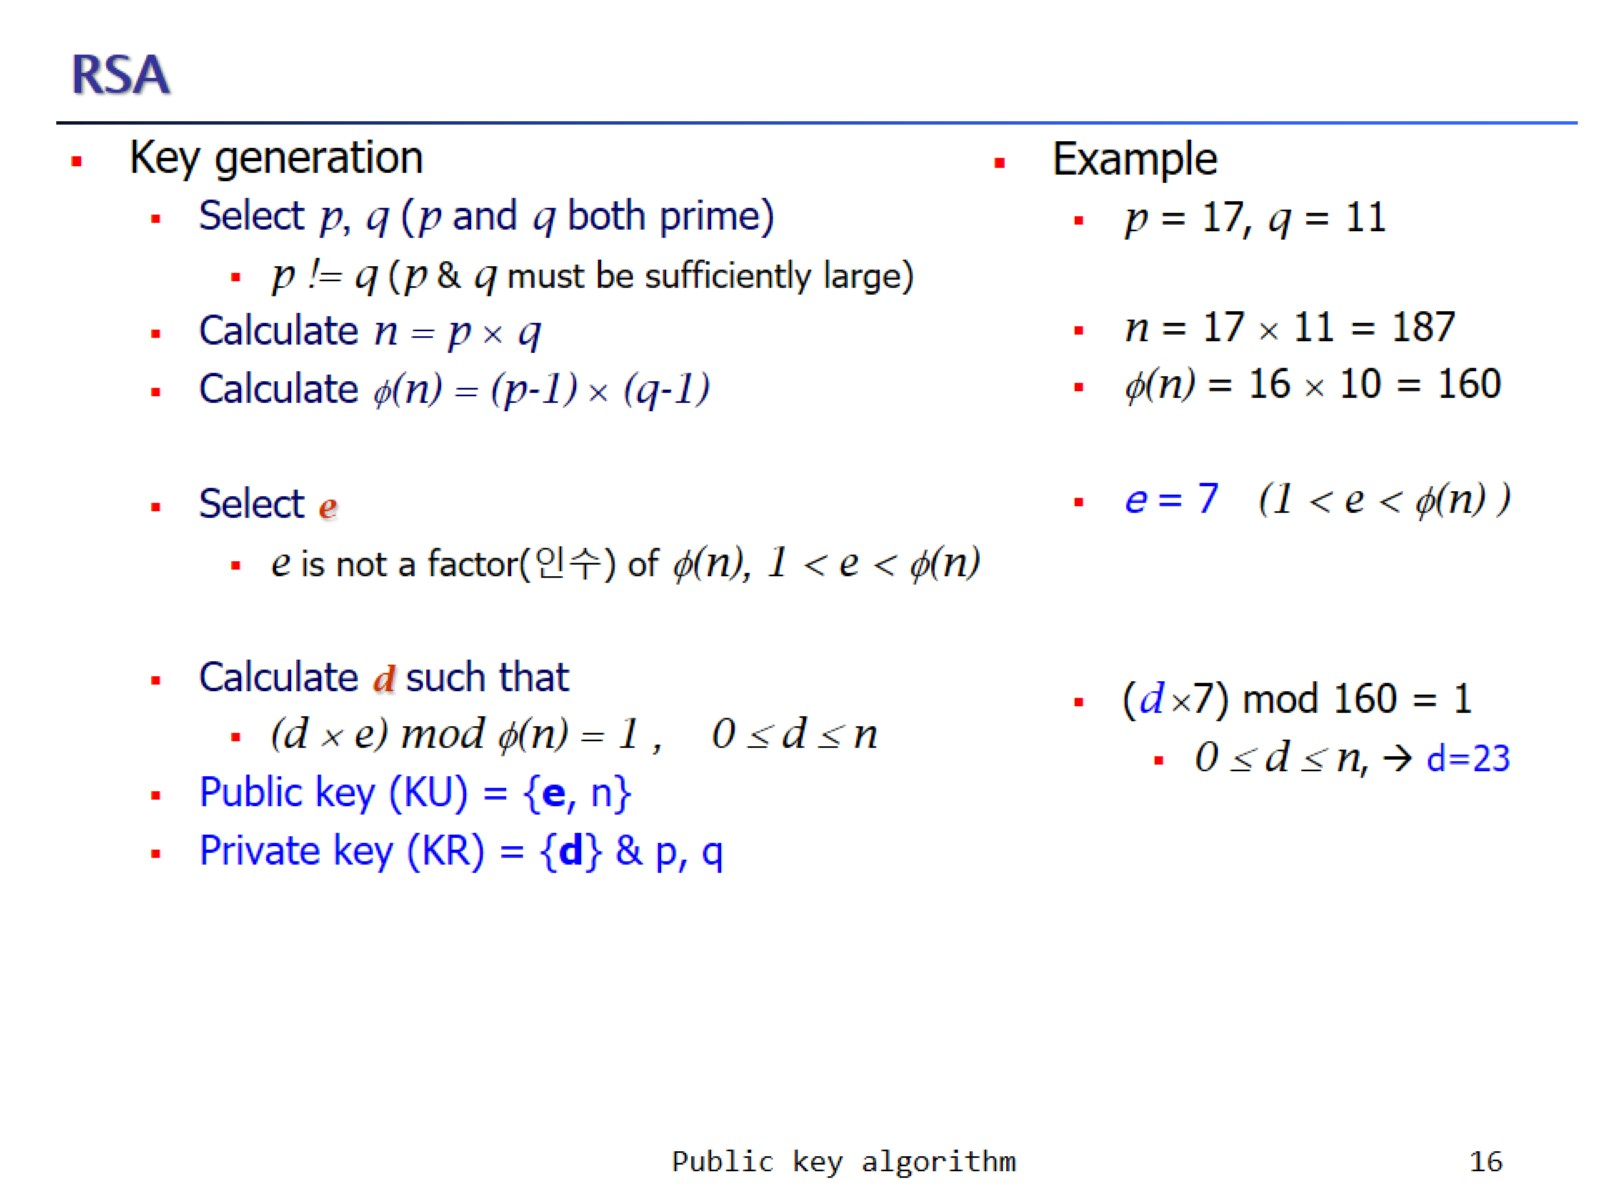 RSA
Key generation
Select p, q (p and q both prime)
p != q (p & q must be sufficiently large)
Calculate n = p × q
Calculate ϕ(n) = (p-1) × (q-1)
Select e
e is not a factor(인수) of ϕ(n), 1 < e < ϕ(n)
Calculate d such that
(d × e) mod ϕ(n) = 1 , 0 ≤ d ≤ n
Public key (KU) = {e, n}
Private key (KR) = {d} & p, q
Example
p = 17, q = 11
n = 17 × 11 = 187
ϕ(n) = 16 × 10 = 160
e = 7 (1 < e < ϕ(n) )
(d ×7) mod 160 = 1
0 ≤ d ≤ n, → d=23
Public key algorithm
16